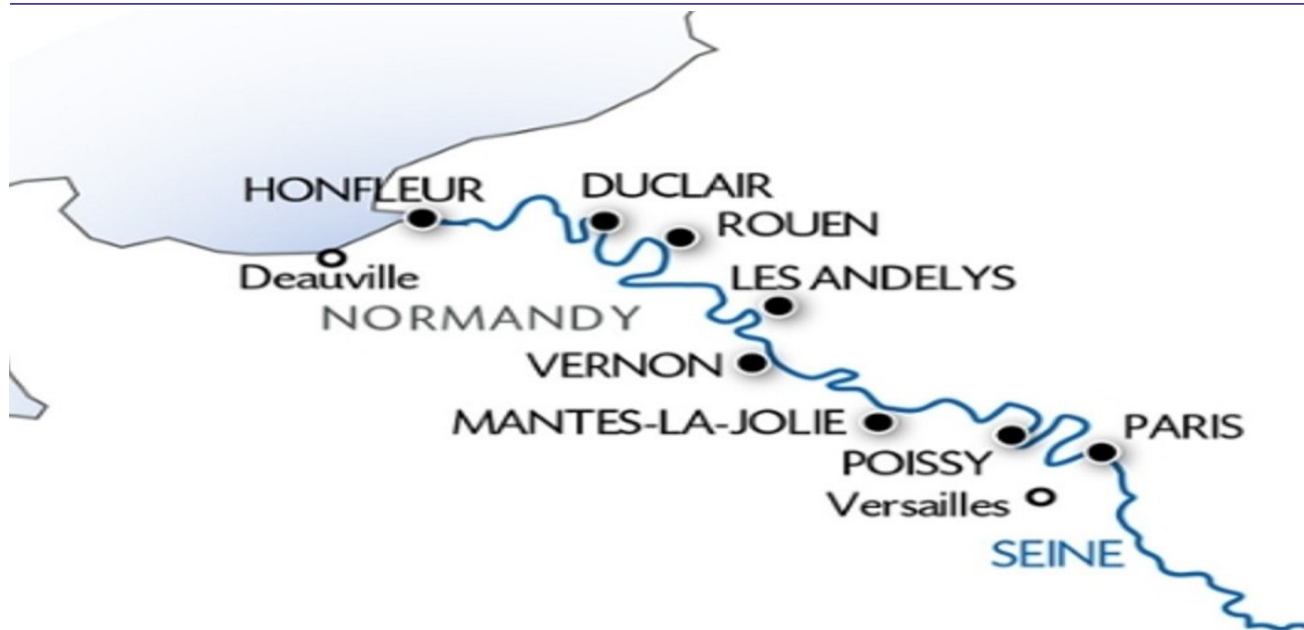 HONFLEUR
DUCLAIR
ROUEN
Deauville
LES ANDELYS
NORMANDY
VERNON
MANTES-LA-JOLIE
PARIS
POISSY
Versailles
SEINE